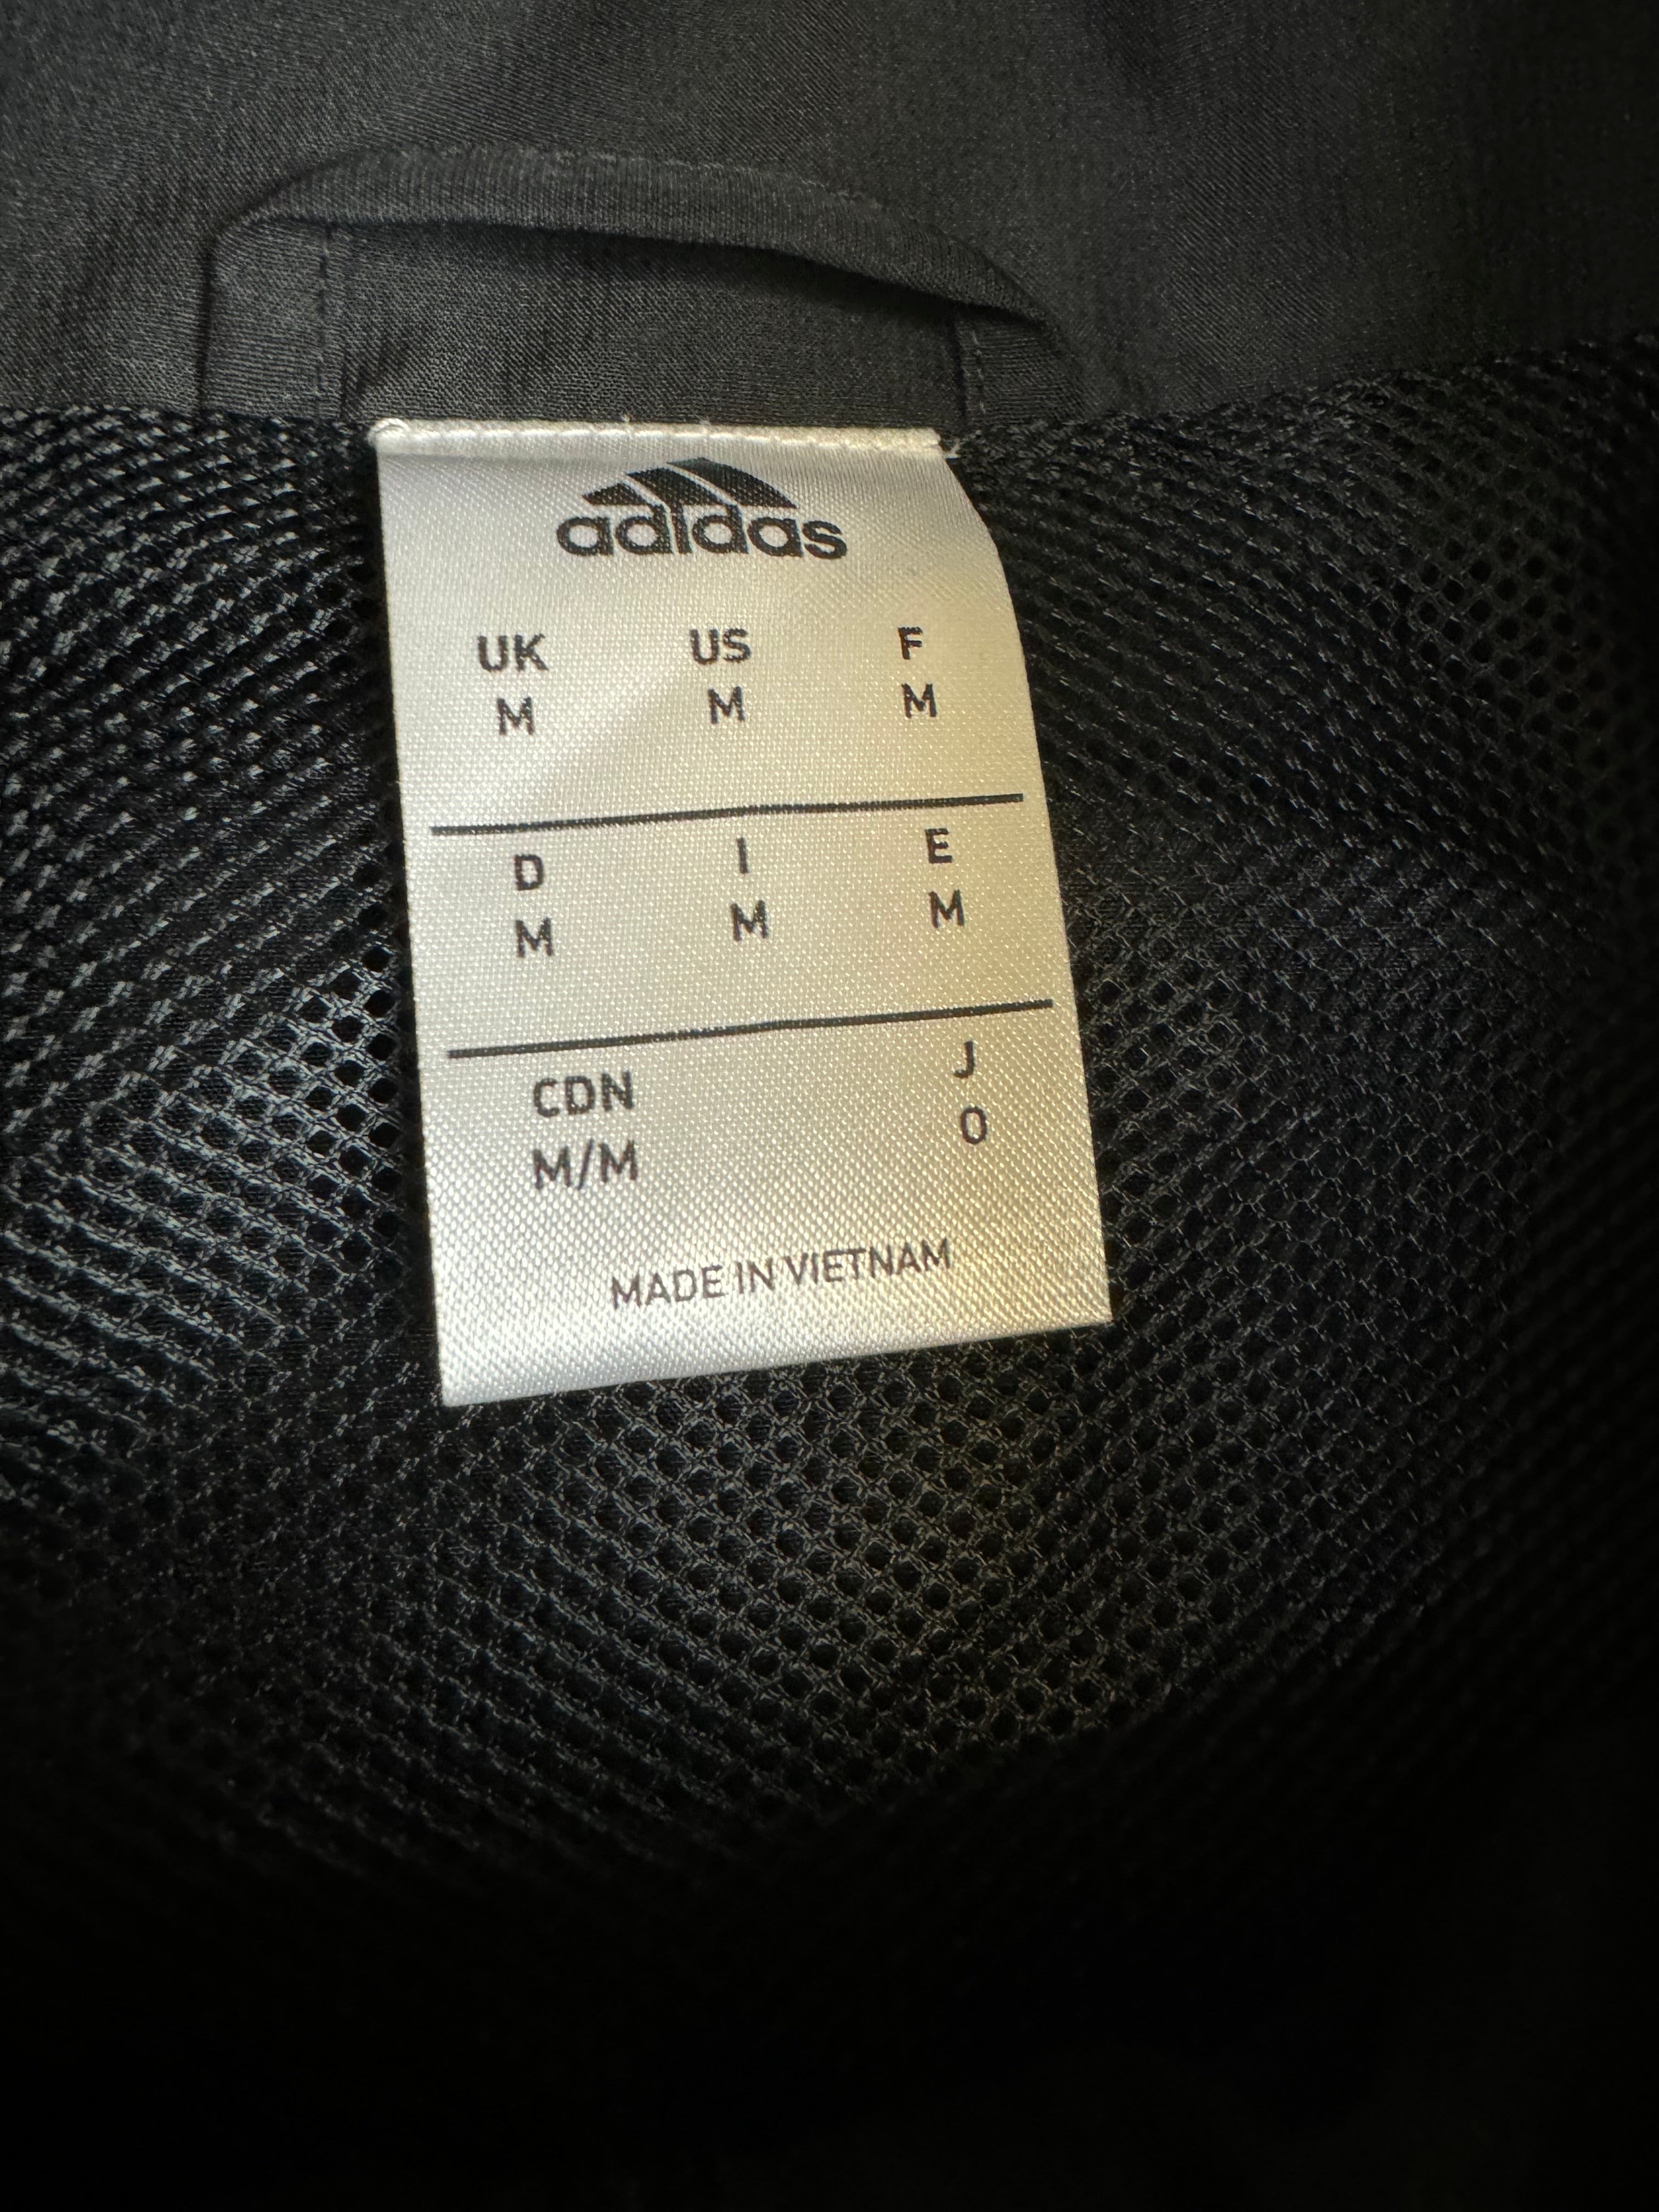 adidas
UK US F
M M M
D I E
M M M
CDN J
M/M O
MADE IN VIETNAM